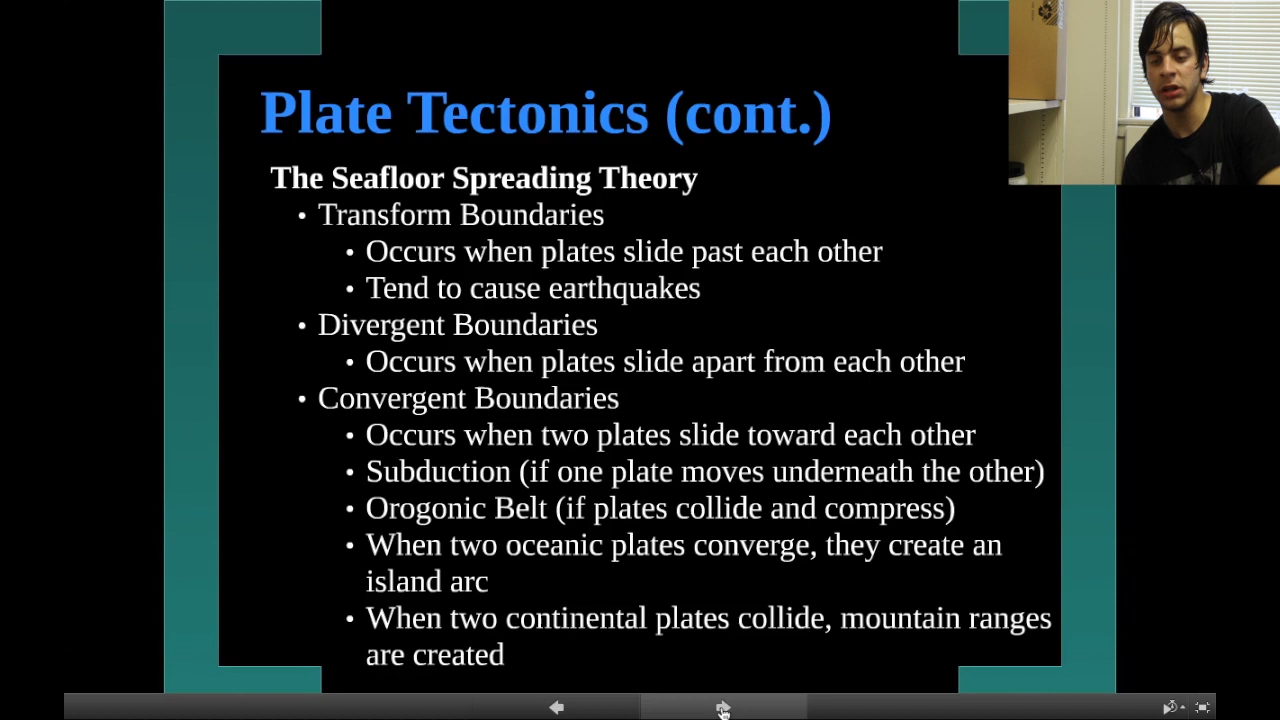 Plate Tectonics (cont.)
The Seafloor Spreading Theory
• Transform Boundaries
• Occurs when plates slide past each other
• Tend to cause earthquakes
• Divergent Boundaries
• Occurs when plates slide apart from each other
• Convergent Boundaries
• Occurs when two plates slide toward each other
• Subduction (if one plate moves underneath the other)
• Orogonic Belt (if plates collide and compress)
• When two oceanic plates converge, they create an
island arc
• When two continental plates collide, mountain ranges
are created